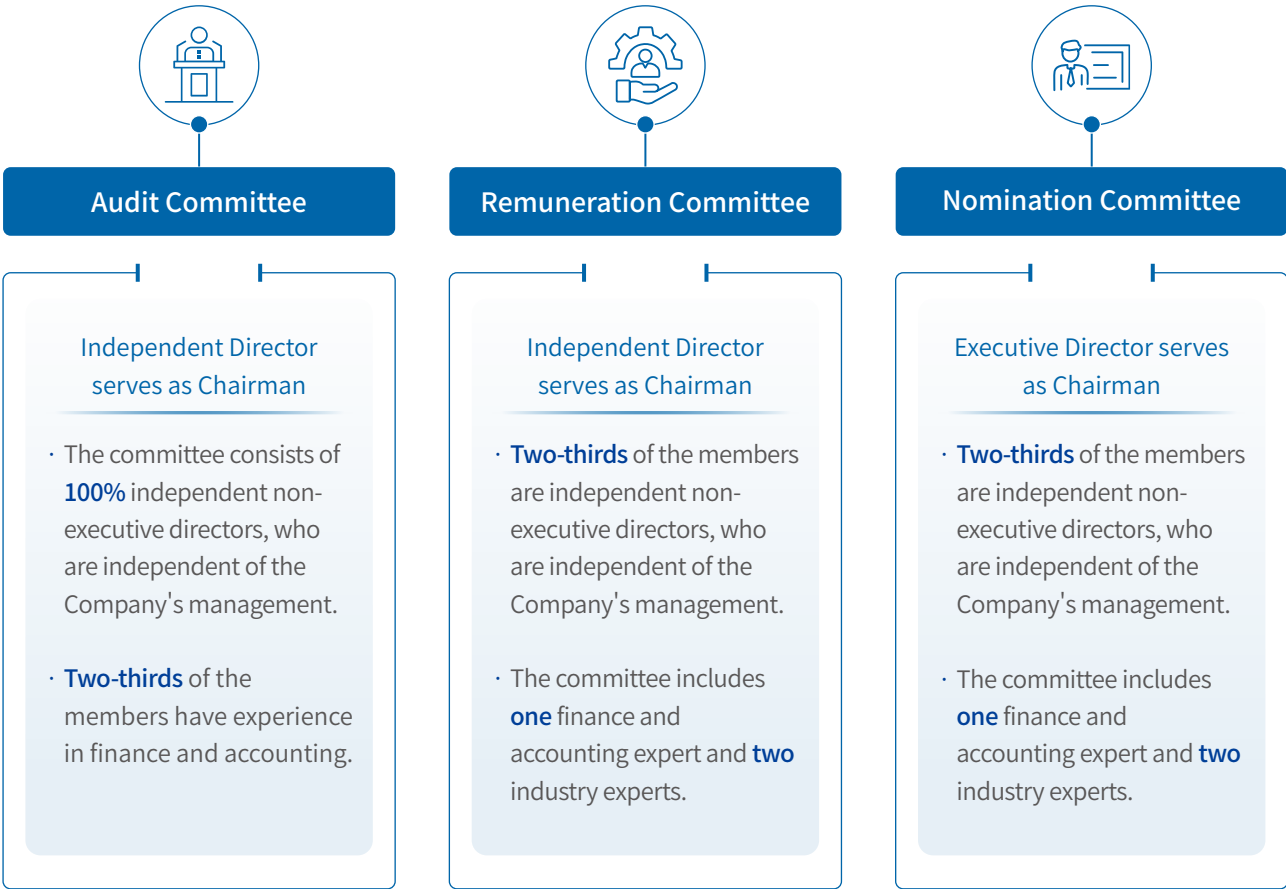 Audit Committee
Independent Director
serves as Chairman
· The committee consists of
100% independent non-
executive directors, who
are independent of the
Company's management.
· Two-thirds of the
members have experience
in finance and accounting.
Remuneration Committee
Independent Director
serves as Chairman
· Two-thirds of the members
are independent non-
executive directors, who
are independent of the
Company's management.
· The committee includes
one finance and
accounting expert and two
industry experts.
Nomination Committee
Executive Director serves
as Chairman
· Two-thirds of the members
are independent non-
executive directors, who
are independent of the
Company's management.
· The committee includes
one finance and
accounting expert and two
industry experts.